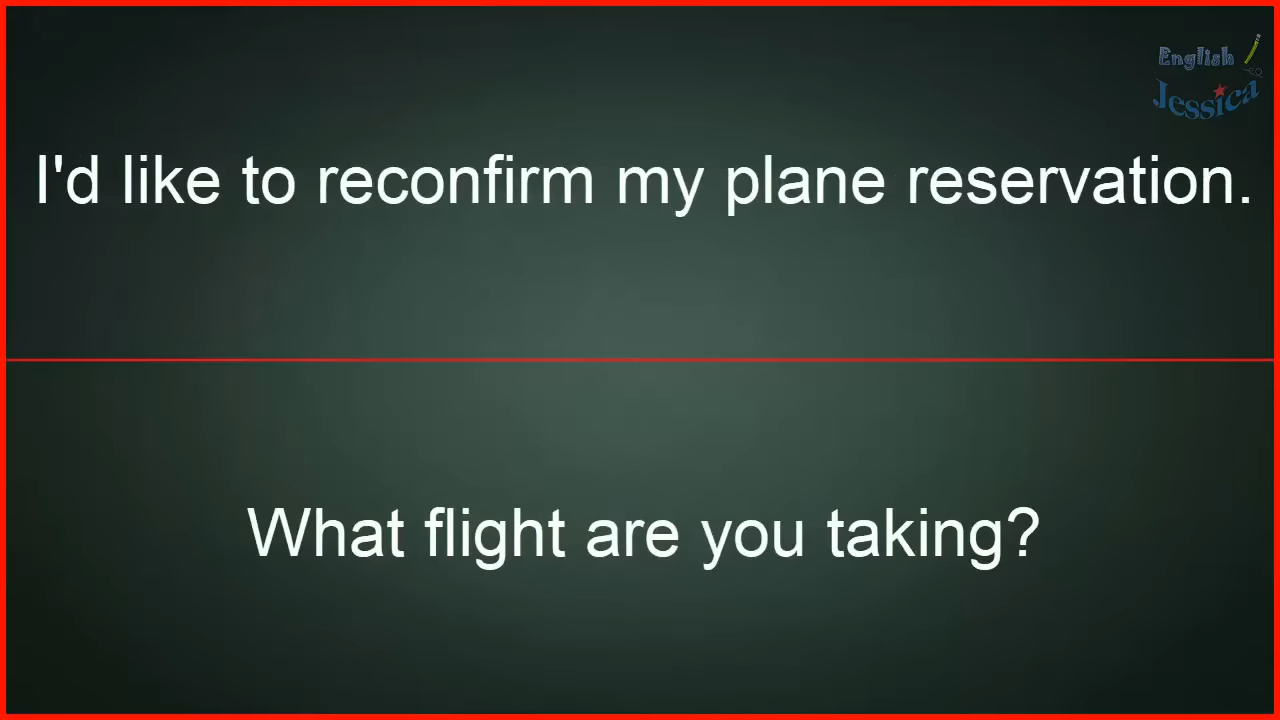 English
Jessica
I'd like to reconfirm my plane reservation.
What flight are you taking?